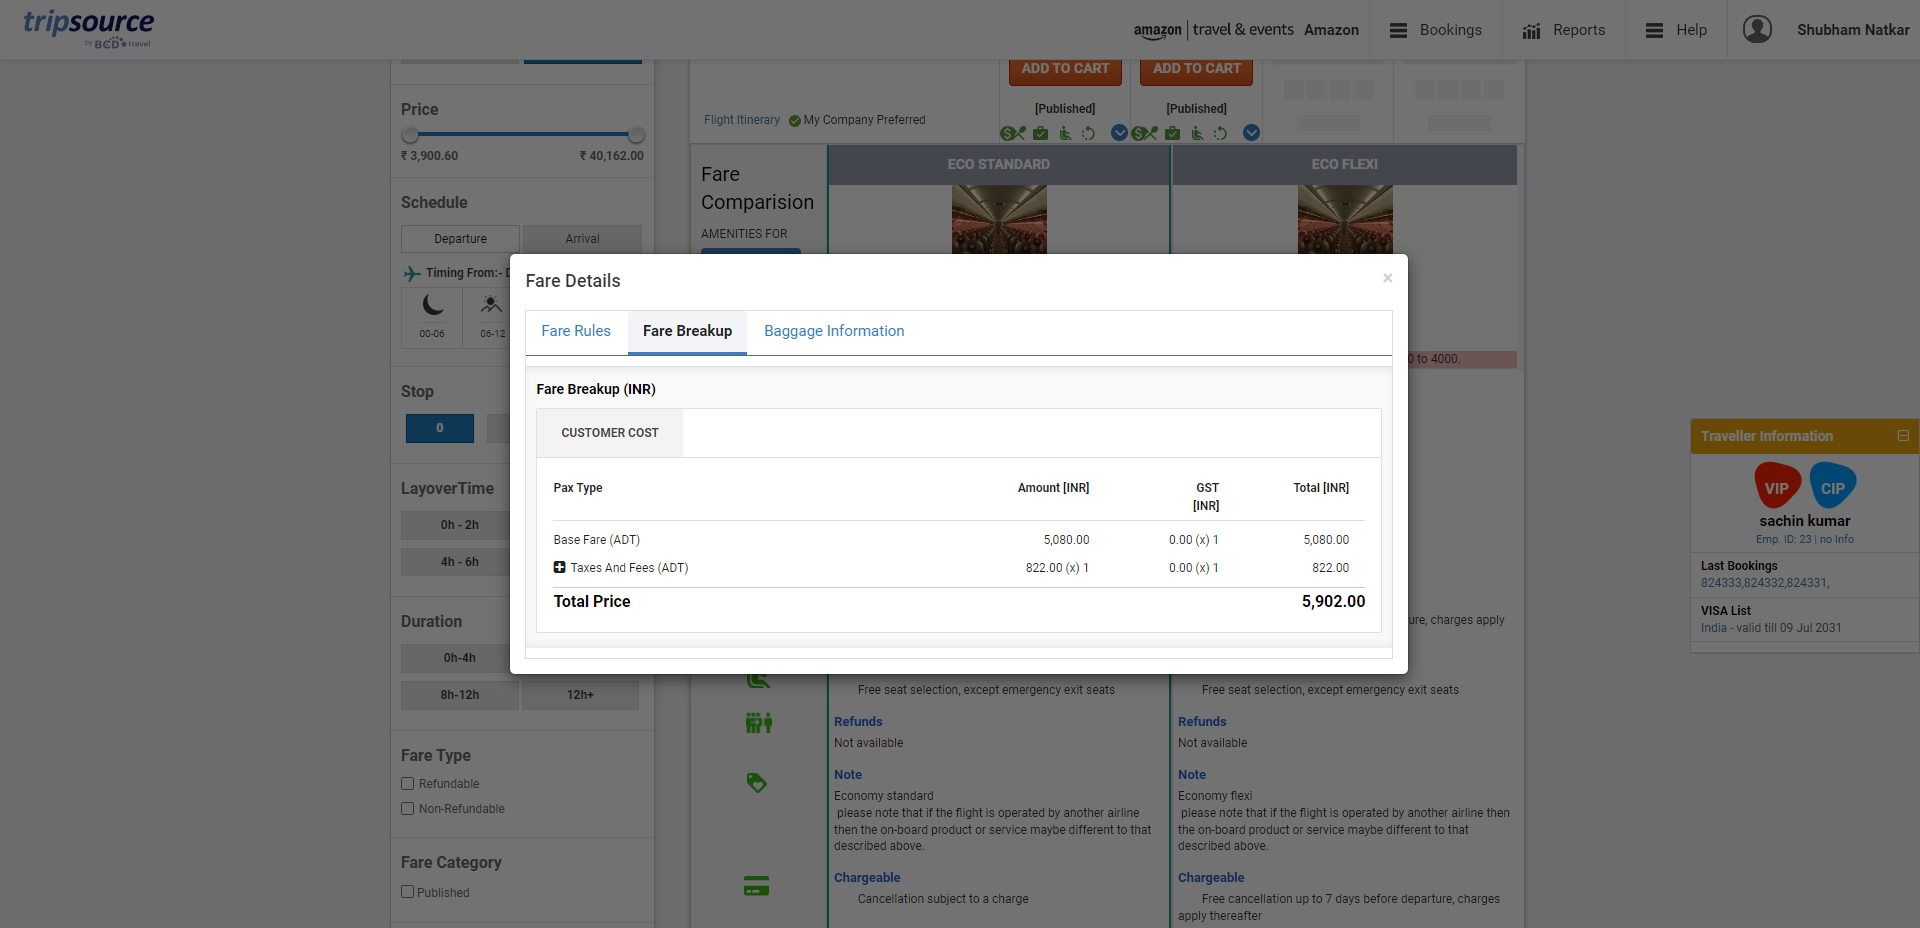 tripsource
by BCD travel
amazon | travel & events Amazon
Bookings
Reports
Help
Shubham Natkar
Price
₹ 3,900.60
₹ 40,162.00
Schedule
Departure
Arrival
Timing From:- D
00-06
06-12
Stop
0
LayoverTime
0h - 2h
4h - 6h
Duration
0h-4h
8h-12h
12h+
Fare Type
Refundable
Non-Refundable
Fare Category
Published
ADD TO CART
ADD TO CART
[Published]
[Published]
Flight Itinerary
My Company Preferred
Fare
Comparision
AMENITIES FOR
ECO STANDARD
ECO FLEXI
0 to 4000.
ure, charges apply
Fare Details
×
Fare Rules
Fare Breakup
Baggage Information
Fare Breakup (INR)
CUSTOMER COST
Pax Type
Amount [INR]
GST
[INR]
Total [INR]
Base Fare (ADT)
5,080.00
0.00 (x) 1
5,080.00
Taxes And Fees (ADT)
822.00 (x) 1
0.00 (x) 1
822.00
Total Price
5,902.00
Free seat selection, except emergency exit seats
Refunds
Not available
Note
Economy standard
please note that if the flight is operated by another airline
then the on-board product or service maybe different to that
described above.
Chargeable
Cancellation subject to a charge
Free seat selection, except emergency exit seats
Refunds
Not available
Note
Economy flexi
please note that if the flight is operated by another airline then
the on-board product or service maybe different to that
described above.
Chargeable
Free cancellation up to 7 days before departure, charges
apply thereafter
Traveller Information
VIP
CIP
sachin kumar
Emp. ID: 23 | no Info
Last Bookings
824333,824332,824331,
VISA List
India - valid till 09 Jul 2031